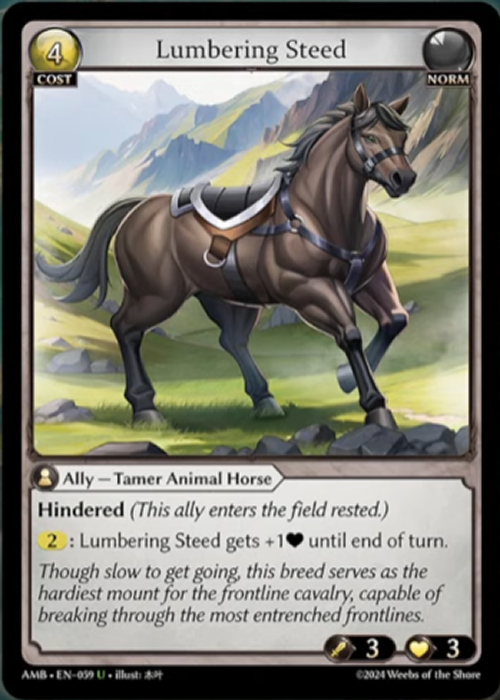 4
Lumbering Steed
COST
NORM
Ally — Tamer Animal Horse
Hindered (This ally enters the field rested.)
2 : Lumbering Steed gets +1♥ until end of turn.
Though slow to get going, this breed serves as the
hardiest mount for the frontline cavalry, capable of
breaking through the most entrenched frontlines.
3
3
AMB • EN-059 U • illust: 木叶
©2024 Weebs of the Shore